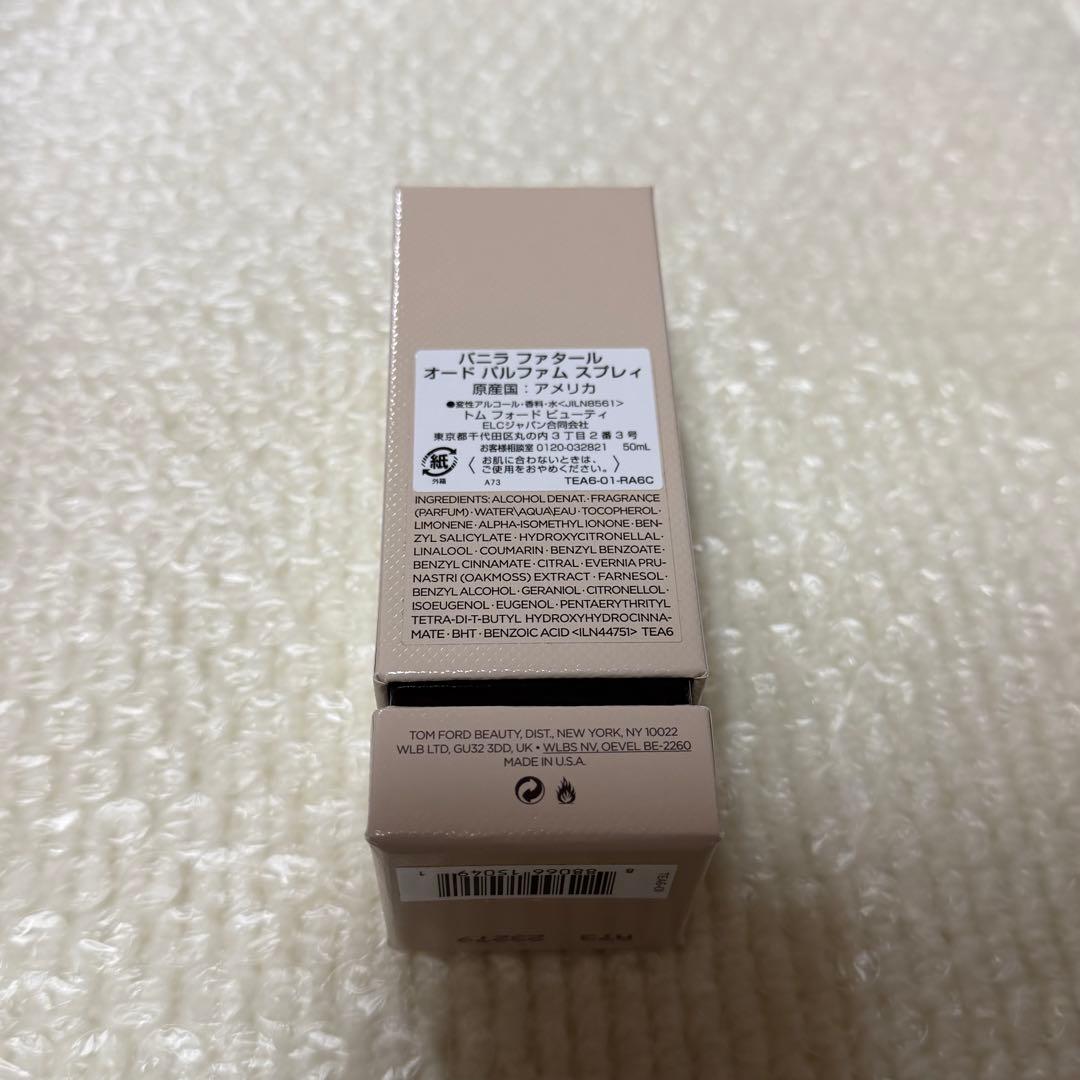 バニラ ファタール
オード パルファム スプレィ
原産国：アメリカ
●変性アルコール・香料・水<JILN8561>
トム フォード ビューティ
ELCジャパン合同会社
東京都千代田区丸の内３丁目２番３号
お客様相談室 0120-032821 50mL
紙
外箱
〈お肌に合わないときは、
ご使用をおやめください。〉
A73 TEA6-01-RA6C
INGREDIENTS: ALCOHOL DENAT.·FRAGRANCE
(PARFUM)·WATER\AQUA\EAU·TOCOPHEROL·
LIMONENE·ALPHA-ISOMETHYL IONONE·BEN-
ZYL SALICYLATE·HYDROXYCITRONELLAL·
LINALOOL·COUMARIN·BENZYL BENZOATE·
BENZYL CINNAMATE·CITRAL·EVERNIA PRU-
NASTRI (OAKMOSS) EXTRACT·FARNESOL·
BENZYL ALCOHOL·GERANIOL·CITRONELLOL·
ISOEUGENOL·EUGENOL·PENTAERYTHRITYL
TETRA-DI-T-BUTYL HYDROXYHYDROCINNA-
MATE·BHT·BENZOIC ACID <ILN44751> TEA6
TOM FORD BEAUTY, DIST., NEW YORK, NY 10022
WLB LTD, GU32 3DD, UK • WLBS NV, OEVEL BE-2260
MADE IN U.S.A.
8 88066 15049 1
TEA6-01
A73